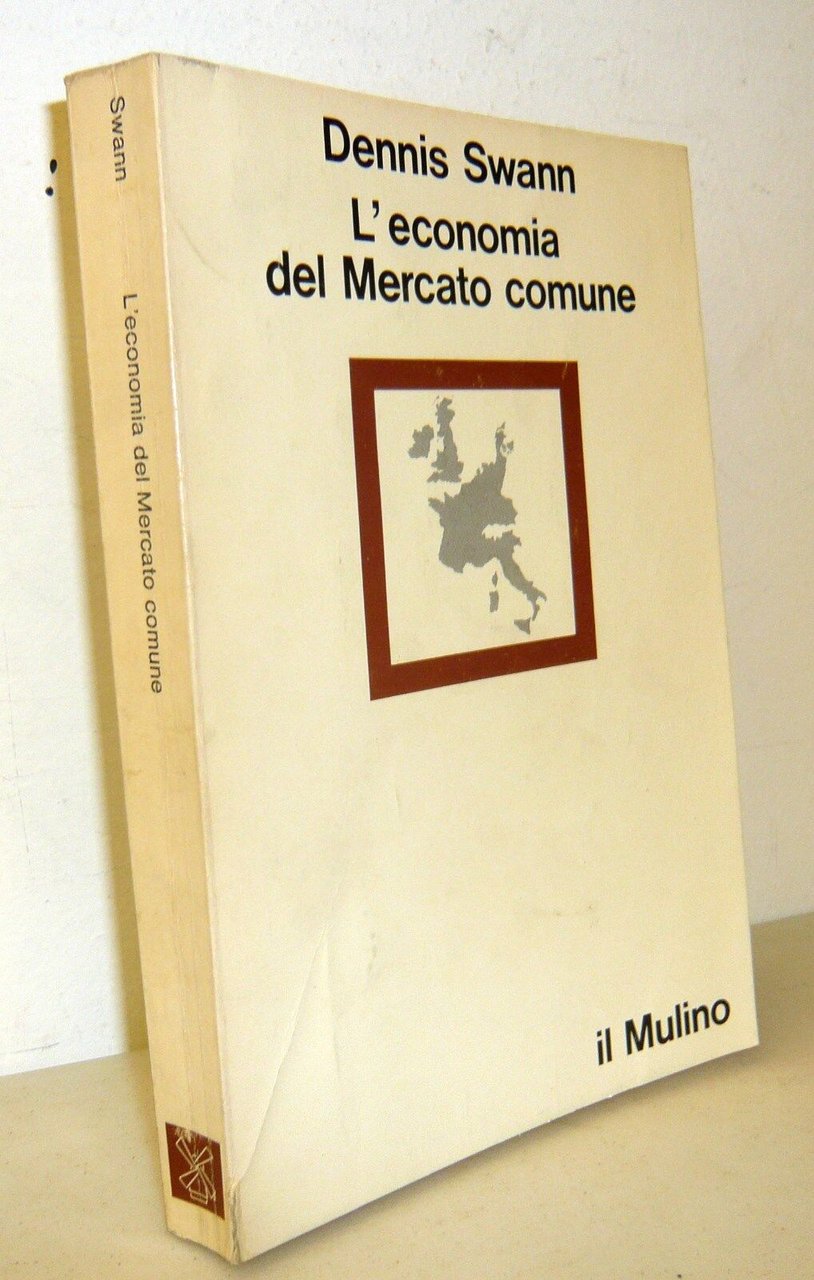 Dennis Swann
L'economia
del Mercato comune
il Mulino
Swann
L'economia del Mercato comune